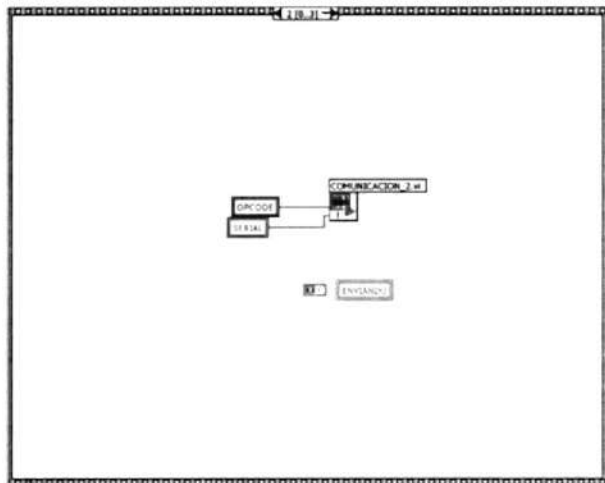 2 [0..3]
COMUNICACION_2.vi
OPCODE
SERIAL
ENVIANDO